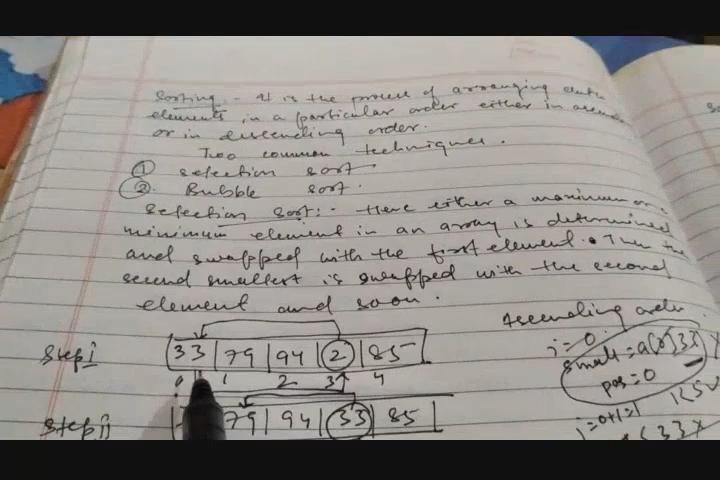 Sorting :- It is the process of arranging data
elements in a particular order either in
or in descending order.
Two common techniques.
① Selection sort
② Bubble sort.
Selection sort :- Here either a maximum or
minimum element in an array is determined
and swapped with the first element. Then the
second smallest is swapped with the second
element and so on.
Ascending order
Step i 33 79 94 2 85
0 1 2 3 4
i=0
small = a[0] 33
pos=0
i=0+1=1
Step ii 79 94 33 85